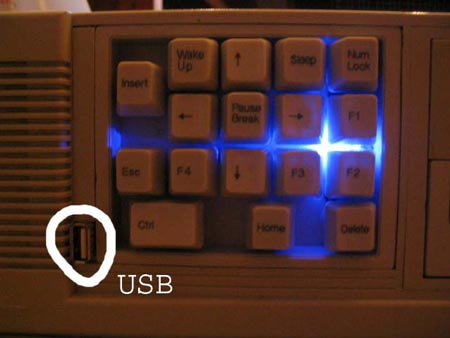 Wake Up
↑
Sleep
Num Lock
Insert
←
Pause Break
→
F1
Esc
F4
↓
F3
F2
Ctrl
Home
Delete
USB